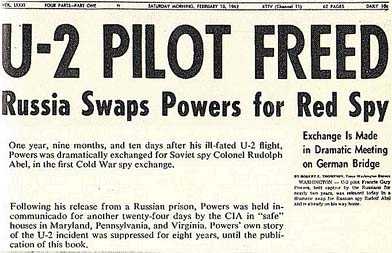 VOL. LXXXI FOUR PARTS—PART ONE SATURDAY MORNING, FEBRUARY 10, 1962 KTTV (Channel 11) 62 PAGES DAILY 10c
U-2 PILOT FREED
Russia Swaps Powers for Red Spy
One year, nine months, and ten days after his ill-fated U-2 flight,
Powers was dramatically exchanged for Soviet spy Colonel Rudolph
Abel, in the first Cold War spy exchange.
Following his release from a Russian prison, Powers was held in-
communicado for another twenty-four days by the CIA in "safe"
houses in Maryland, Pennsylvania, and Virginia. Powers' own story
of the U-2 incident was suppressed for eight years, until the publi-
cation of this book.
Exchange Is Made
in Dramatic Meeting
on German Bridge
BY ROBERT E. THOMPSON, Times Washington Bureau
WASHINGTON — U-2 pilot Francis Gary
Powers, held captive by the Russians for
nearly two years, was released today in a
dramatic swap for Russian spy Rudolf Abel
and is already on his way home.